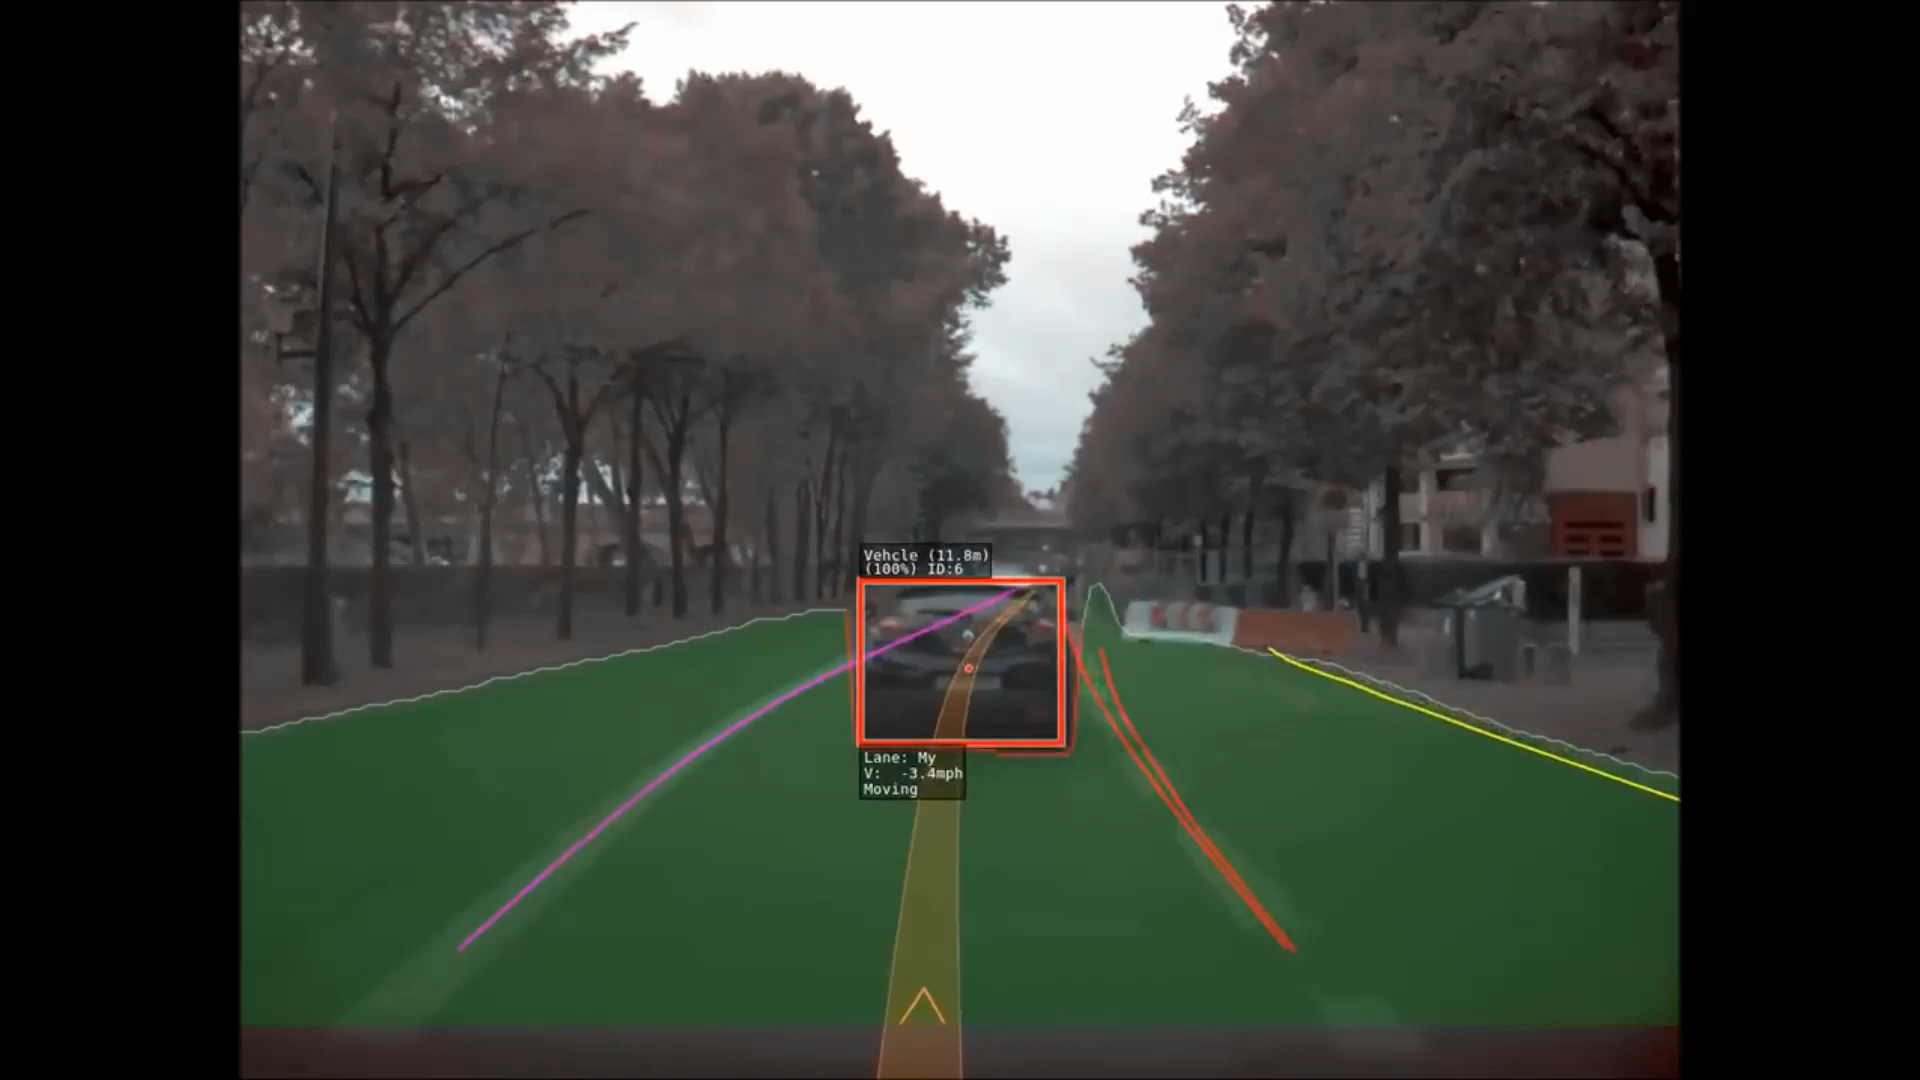 Vehcle (11.8m)
(100%) ID:6
Lane: My
V:  -3.4mph
Moving